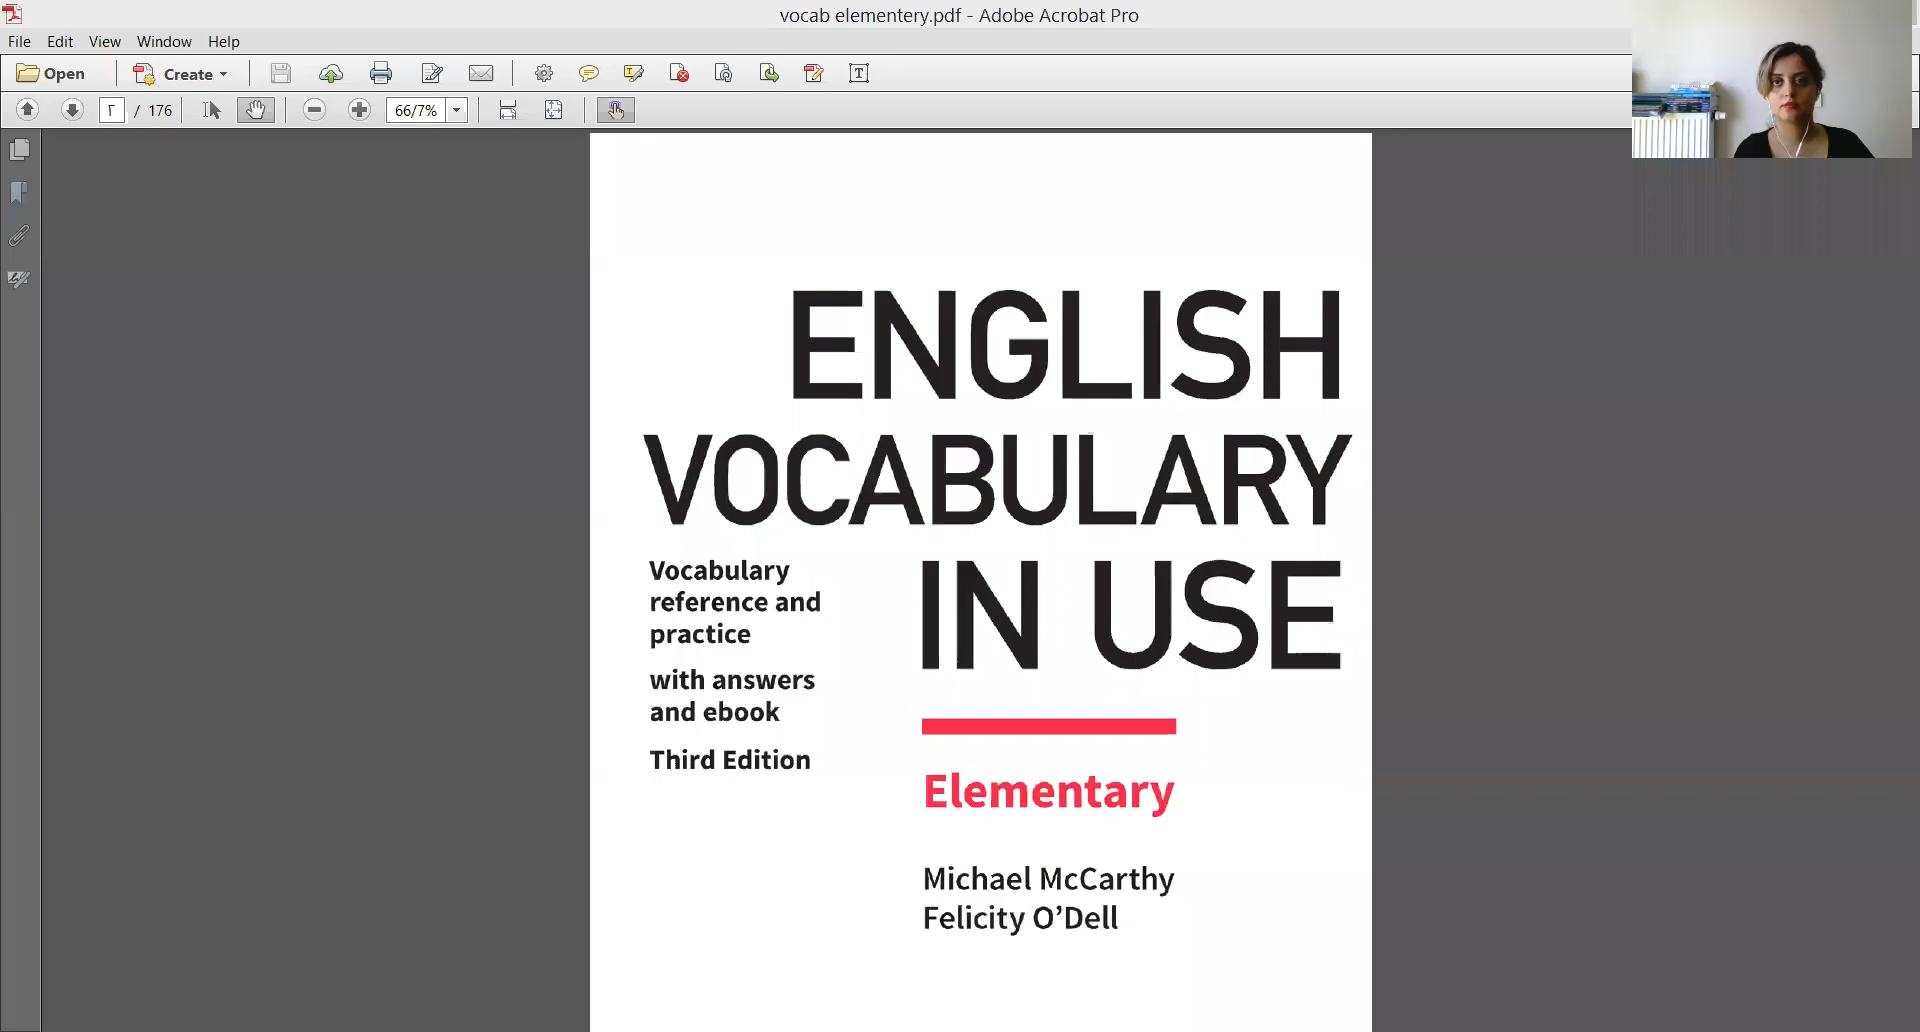 vocab elementery.pdf - Adobe Acrobat Pro
File Edit View Window Help
Open Create
٢ / 176 66/7%
ENGLISH
VOCABULARY
IN USE
Vocabulary
reference and
practice
with answers
and ebook
Third Edition
Elementary
Michael McCarthy
Felicity O’Dell